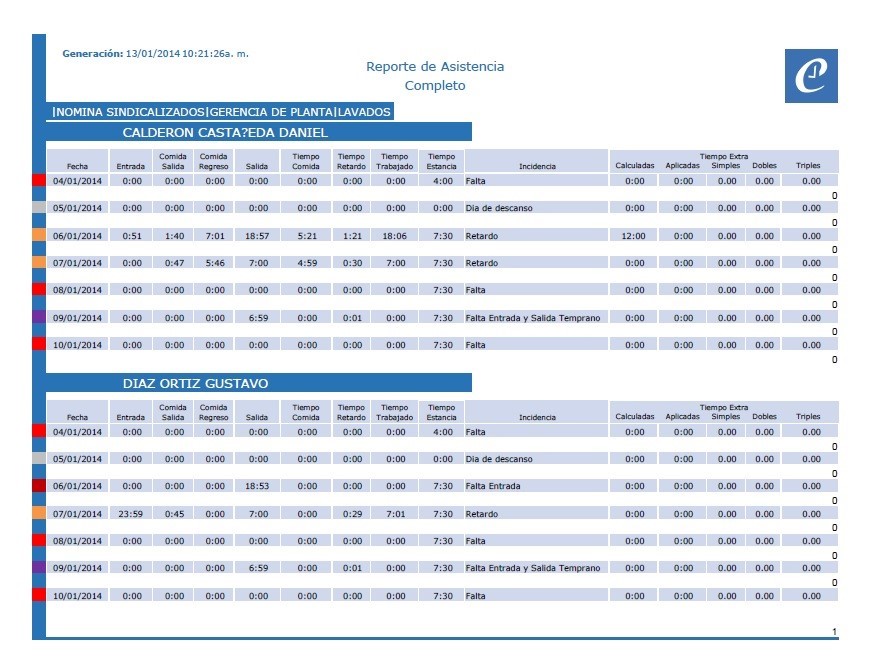 Generación: 13/01/2014 10:21:26a. m.
Reporte de Asistencia
Completo
|NOMINA SINDICALIZADOS|GERENCIA DE PLANTA|LAVADOS
CALDERON CASTA?EDA DANIEL
Fecha Entrada Comida Salida Comida Regreso Salida Tiempo Comida Tiempo Retardo Tiempo Trabajado Tiempo Estancia Incidencia Tiempo Extra Calculadas Aplicadas Simples Dobles Triples
04/01/2014 0:00 0:00 0:00 0:00 0:00 0:00 0:00 4:00 Falta 0:00 0:00 0.00 0.00 0.00
0
05/01/2014 0:00 0:00 0:00 0:00 0:00 0:00 0:00 0:00 Dia de descanso 0:00 0:00 0.00 0.00 0.00
0
06/01/2014 0:51 1:40 7:01 18:57 5:21 1:21 18:06 7:30 Retardo 12:00 0:00 0.00 0.00 0.00
0
07/01/2014 0:00 0:47 5:46 7:00 4:59 0:30 7:00 7:30 Retardo 0:00 0:00 0.00 0.00 0.00
0
08/01/2014 0:00 0:00 0:00 0:00 0:00 0:00 0:00 7:30 Falta 0:00 0:00 0.00 0.00 0.00
0
09/01/2014 0:00 0:00 0:00 6:59 0:00 0:01 0:00 7:30 Falta Entrada y Salida Temprano 0:00 0:00 0.00 0.00 0.00
0
10/01/2014 0:00 0:00 0:00 0:00 0:00 0:00 0:00 7:30 Falta 0:00 0:00 0.00 0.00 0.00
0
DIAZ ORTIZ GUSTAVO
Fecha Entrada Comida Salida Comida Regreso Salida Tiempo Comida Tiempo Retardo Tiempo Trabajado Tiempo Estancia Incidencia Tiempo Extra Calculadas Aplicadas Simples Dobles Triples
04/01/2014 0:00 0:00 0:00 0:00 0:00 0:00 0:00 4:00 Falta 0:00 0:00 0.00 0.00 0.00
0
05/01/2014 0:00 0:00 0:00 0:00 0:00 0:00 0:00 0:00 Dia de descanso 0:00 0:00 0.00 0.00 0.00
0
06/01/2014 0:00 0:00 0:00 18:53 0:00 0:00 0:00 7:30 Falta Entrada 0:00 0:00 0.00 0.00 0.00
0
07/01/2014 23:59 0:45 0:00 7:00 0:00 0:29 7:01 7:30 Retardo 0:00 0:00 0.00 0.00 0.00
0
08/01/2014 0:00 0:00 0:00 0:00 0:00 0:00 0:00 7:30 Falta 0:00 0:00 0.00 0.00 0.00
0
09/01/2014 0:00 0:00 0:00 6:59 0:00 0:01 0:00 7:30 Falta Entrada y Salida Temprano 0:00 0:00 0.00 0.00 0.00
0
10/01/2014 0:00 0:00 0:00 0:00 0:00 0:00 0:00 7:30 Falta 0:00 0:00 0.00 0.00 0.00
1